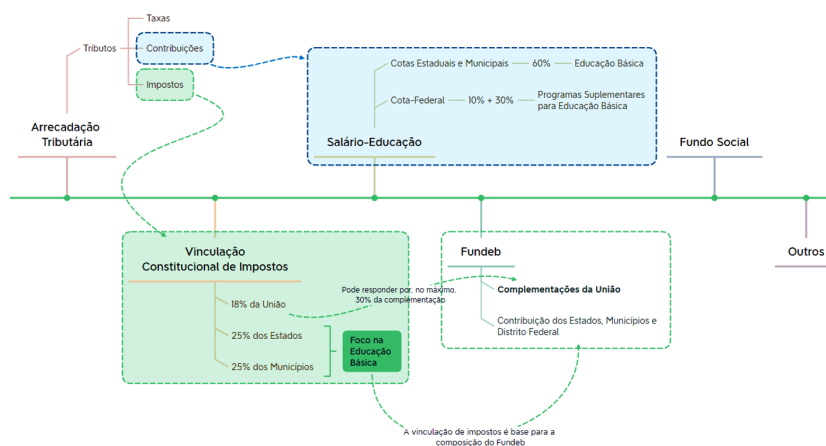 Taxas
Tributos
Contribuições
Impostos
Arrecadação
Tributária
Cotas Estaduais e Municipais
60%
Educação Básica
Cota-Federal
10% + 30%
Programas Suplementares
para Educação Básica
Salário-Educação
Fundo Social
Vinculação
Constitucional de Impostos
18% da União
25% dos Estados
25% dos Municípios
Foco na
Educação
Básica
Pode responder por, no máximo,
30% da complementação
Fundeb
Complementações da União
Contribuição dos Estados, Municípios e
Distrito Federal
Outros
A vinculação de impostos é base para a
composição do Fundeb